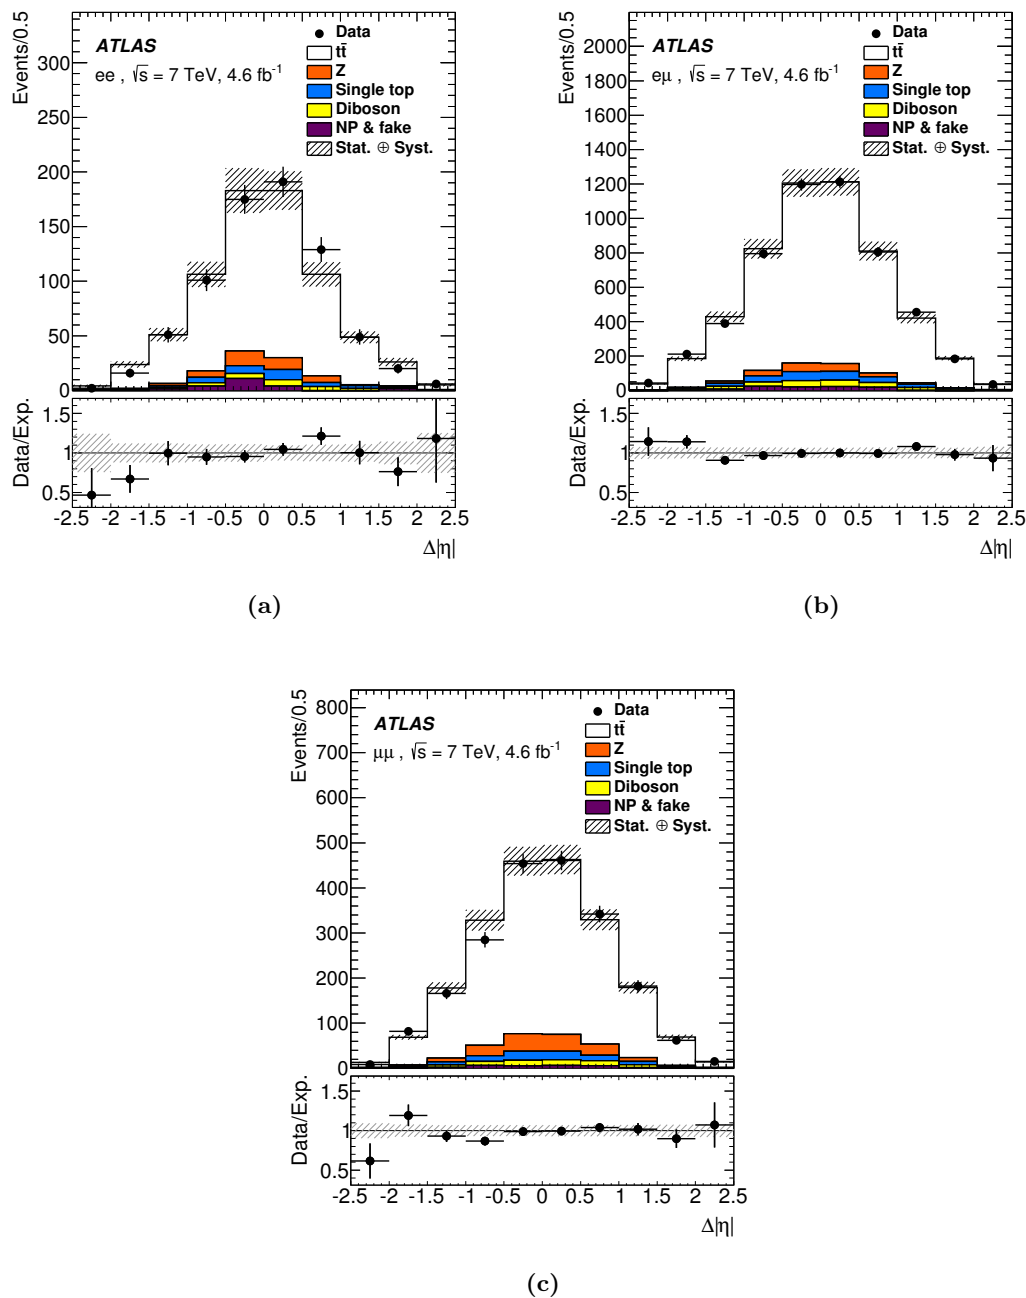 Events/0.5
350
300
250
200
150
100
50
0
ATLAS
ee , √s = 7 TeV, 4.6 fb⁻¹
Data
tt̄
Z
Single top
Diboson
NP & fake
Stat. ⊕ Syst.
Data/Exp.
1.5
1
0.5
-2.5 -2 -1.5 -1 -0.5 0 0.5 1 1.5 2 2.5
Δ|η|
(a)
Events/0.5
2000
1800
1600
1400
1200
1000
800
600
400
200
0
ATLAS
eμ , √s = 7 TeV, 4.6 fb⁻¹
Data
tt̄
Z
Single top
Diboson
NP & fake
Stat. ⊕ Syst.
Data/Exp.
1.5
1
0.5
-2.5 -2 -1.5 -1 -0.5 0 0.5 1 1.5 2 2.5
Δ|η|
(b)
Events/0.5
800
700
600
500
400
300
200
100
0
ATLAS
μμ , √s = 7 TeV, 4.6 fb⁻¹
Data
tt̄
Z
Single top
Diboson
NP & fake
Stat. ⊕ Syst.
Data/Exp.
1.5
1
0.5
-2.5 -2 -1.5 -1 -0.5 0 0.5 1 1.5 2 2.5
Δ|η|
(c)